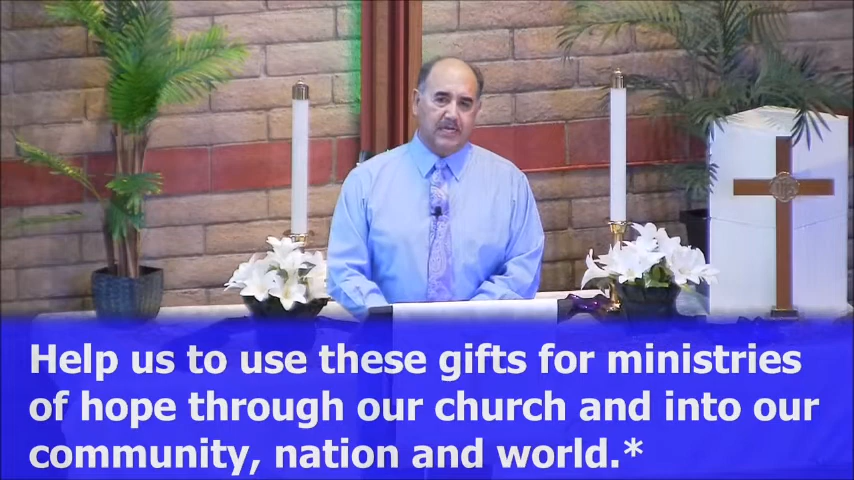 Help us to use these gifts for ministries
of hope through our church and into our
community, nation and world.*